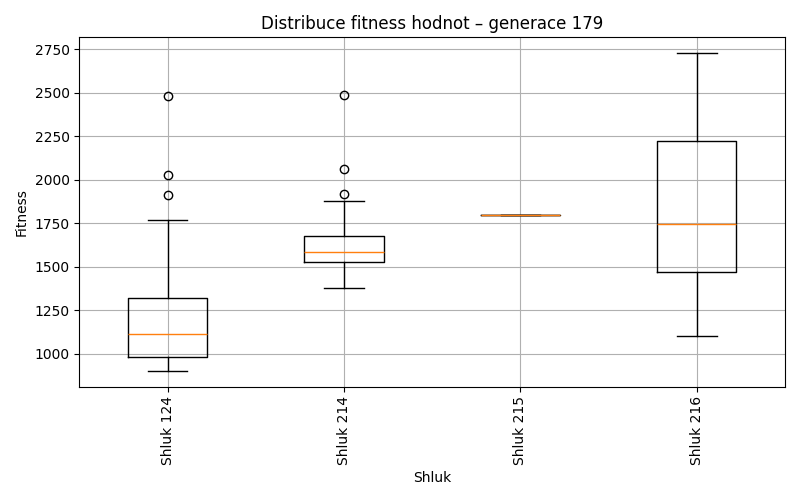 Distribuce fitness hodnot – generace 179
Fitness
2750
2500
2250
2000
1750
1500
1250
1000
Shluk 124
Shluk 214
Shluk 215
Shluk 216
Shluk